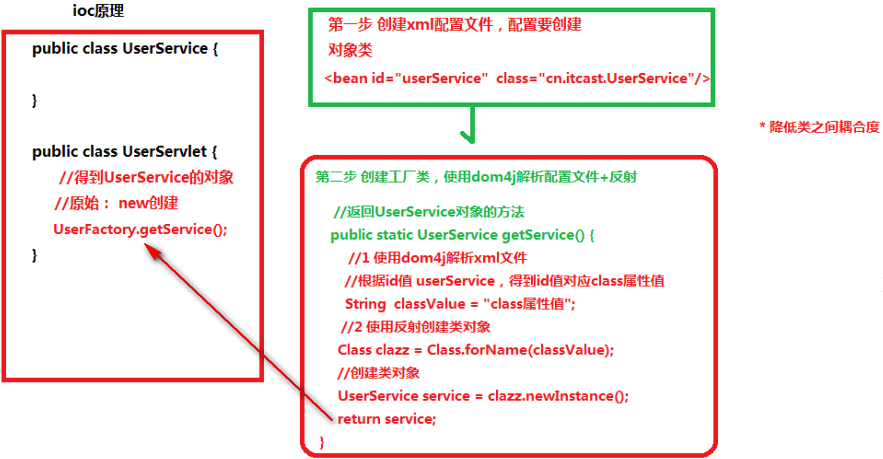 ioc原理
public class UserService {
}
public class UserServlet {
//得到UserService的对象
//原始： new创建
UserFactory.getService();
}
第一步 创建xml配置文件，配置要创建
对象类
<bean id="userService" class="cn.itcast.UserService"/>
* 降低类之间耦合度
第二步 创建工厂类，使用dom4j解析配置文件+反射
//返回UserService对象的方法
public static UserService getService() {
//1 使用dom4j解析xml文件
//根据id值 userService，得到id值对应class属性值
String classValue = "class属性值";
//2 使用反射创建类对象
Class clazz = Class.forName(classValue);
//创建类对象
UserService service = clazz.newInstance();
return service;
}